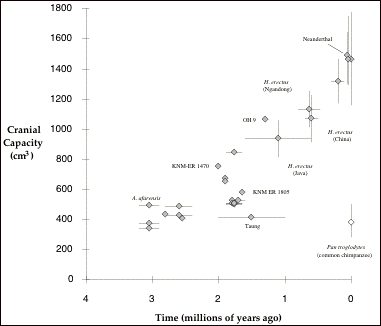 1800
1600
1400
1200
1000
800
600
400
200
0
Cranial
Capacity
(cm³)
Neanderthal
H. erectus
(Ngandong)
OH 9
H. erectus
(China)
KNM-ER 1470
H. erectus
(Java)
A. afarensis
KNM ER 1805
Taung
Pan troglodytes
(common chimpanzee)
4
3
2
1
0
Time (millions of years ago)